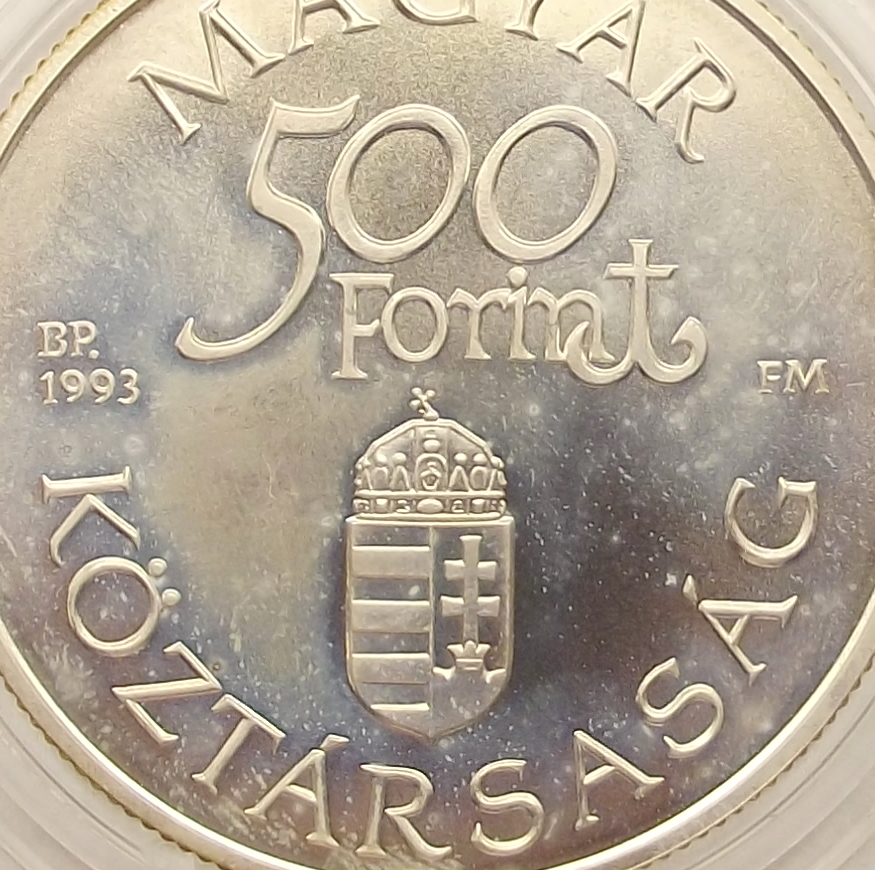 MAGYAR
500
Forint
BP.
1993
FM
KÖZTÁRSASÁG